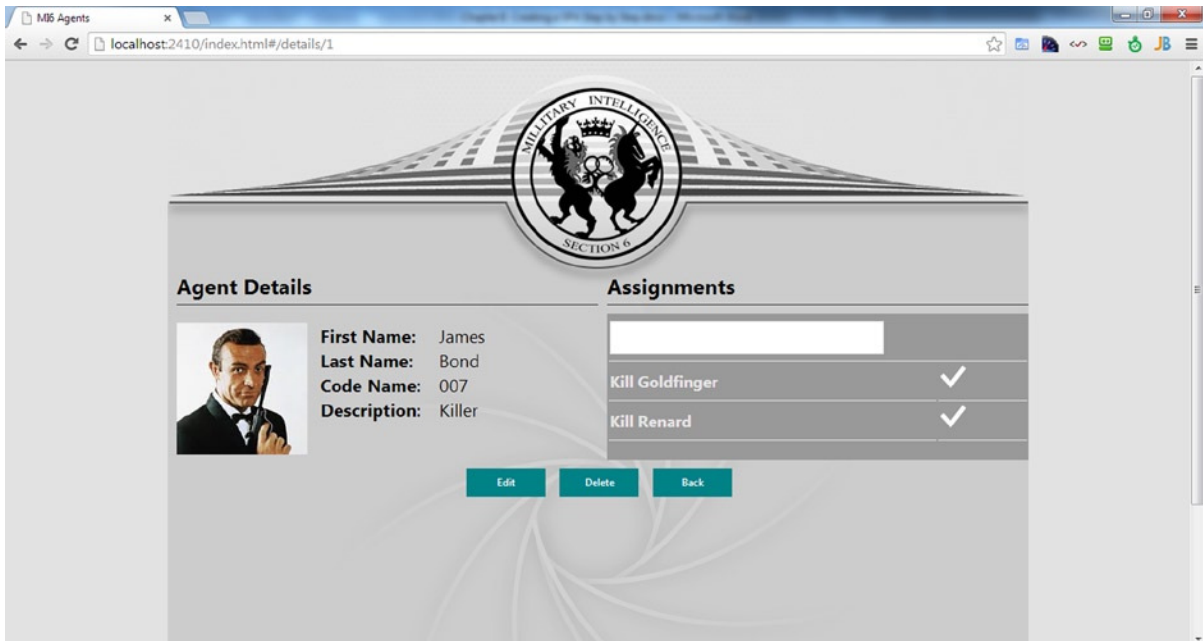 MI6 Agents
localhost:2410/index.html#/details/1
JB
MILLITARY INTELLIGENCE
SECTION 6
Agent Details
First Name: James
Last Name: Bond
Code Name: 007
Description: Killer
Assignments
Kill Goldfinger
Kill Renard
Edit Delete Back